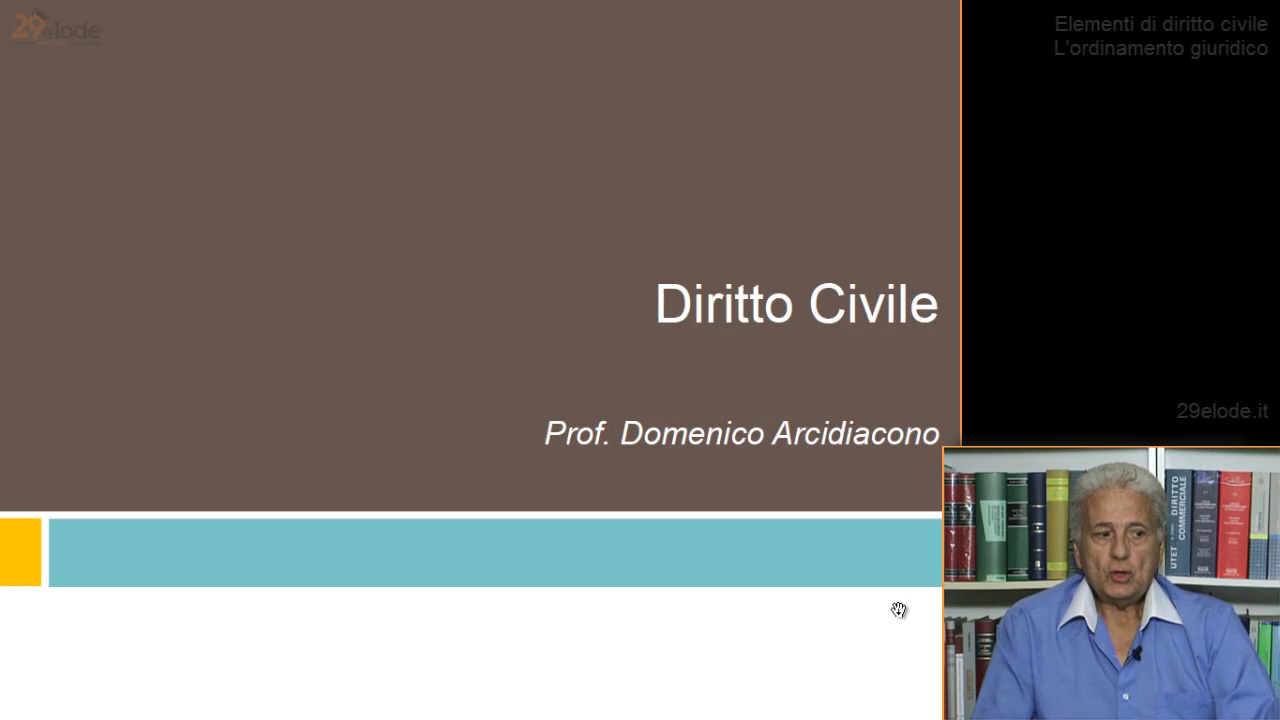 29elode
Elementi di diritto civile
L'ordinamento giuridico
Diritto Civile
Prof. Domenico Arcidiacono
29elode.it
DIRITTO
COMMERCIALE
UTET